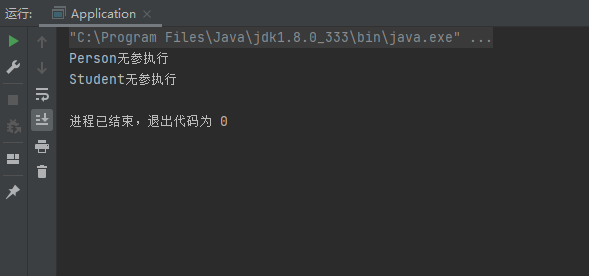 运行: Application
"C:\Program Files\Java\jdk1.8.0_333\bin\java.exe" ...
Person无参执行
Student无参执行
进程已结束，退出代码为 0